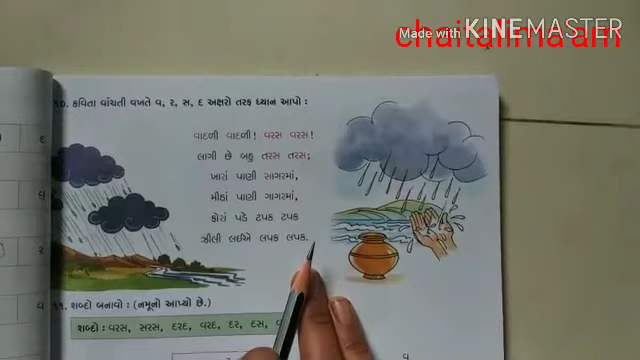 Made with KINEMASTER
chaitalima'am
૧૦. કવિતા વાંચતી વખતે વ, ર, સ, દ અક્ષરો તરફ ધ્યાન આપો :
વાદળી વાદળી! વરસ વરસ!
લાગી છે બહુ તરસ તરસ;
ખારાં પાણી સાગરમાં,
મીઠાં પાણી ગાગરમાં,
ફોરાં પડે ટપક ટપક
ઝીલી લઈએ લપક લપક.
૧૧. શબ્દો બનાવો : (નમૂનો આપ્યો છે.)
શબ્દો : વરસ, સરસ, દરદ, વરદ, દર, દસ,
દ
ર
વ
વ